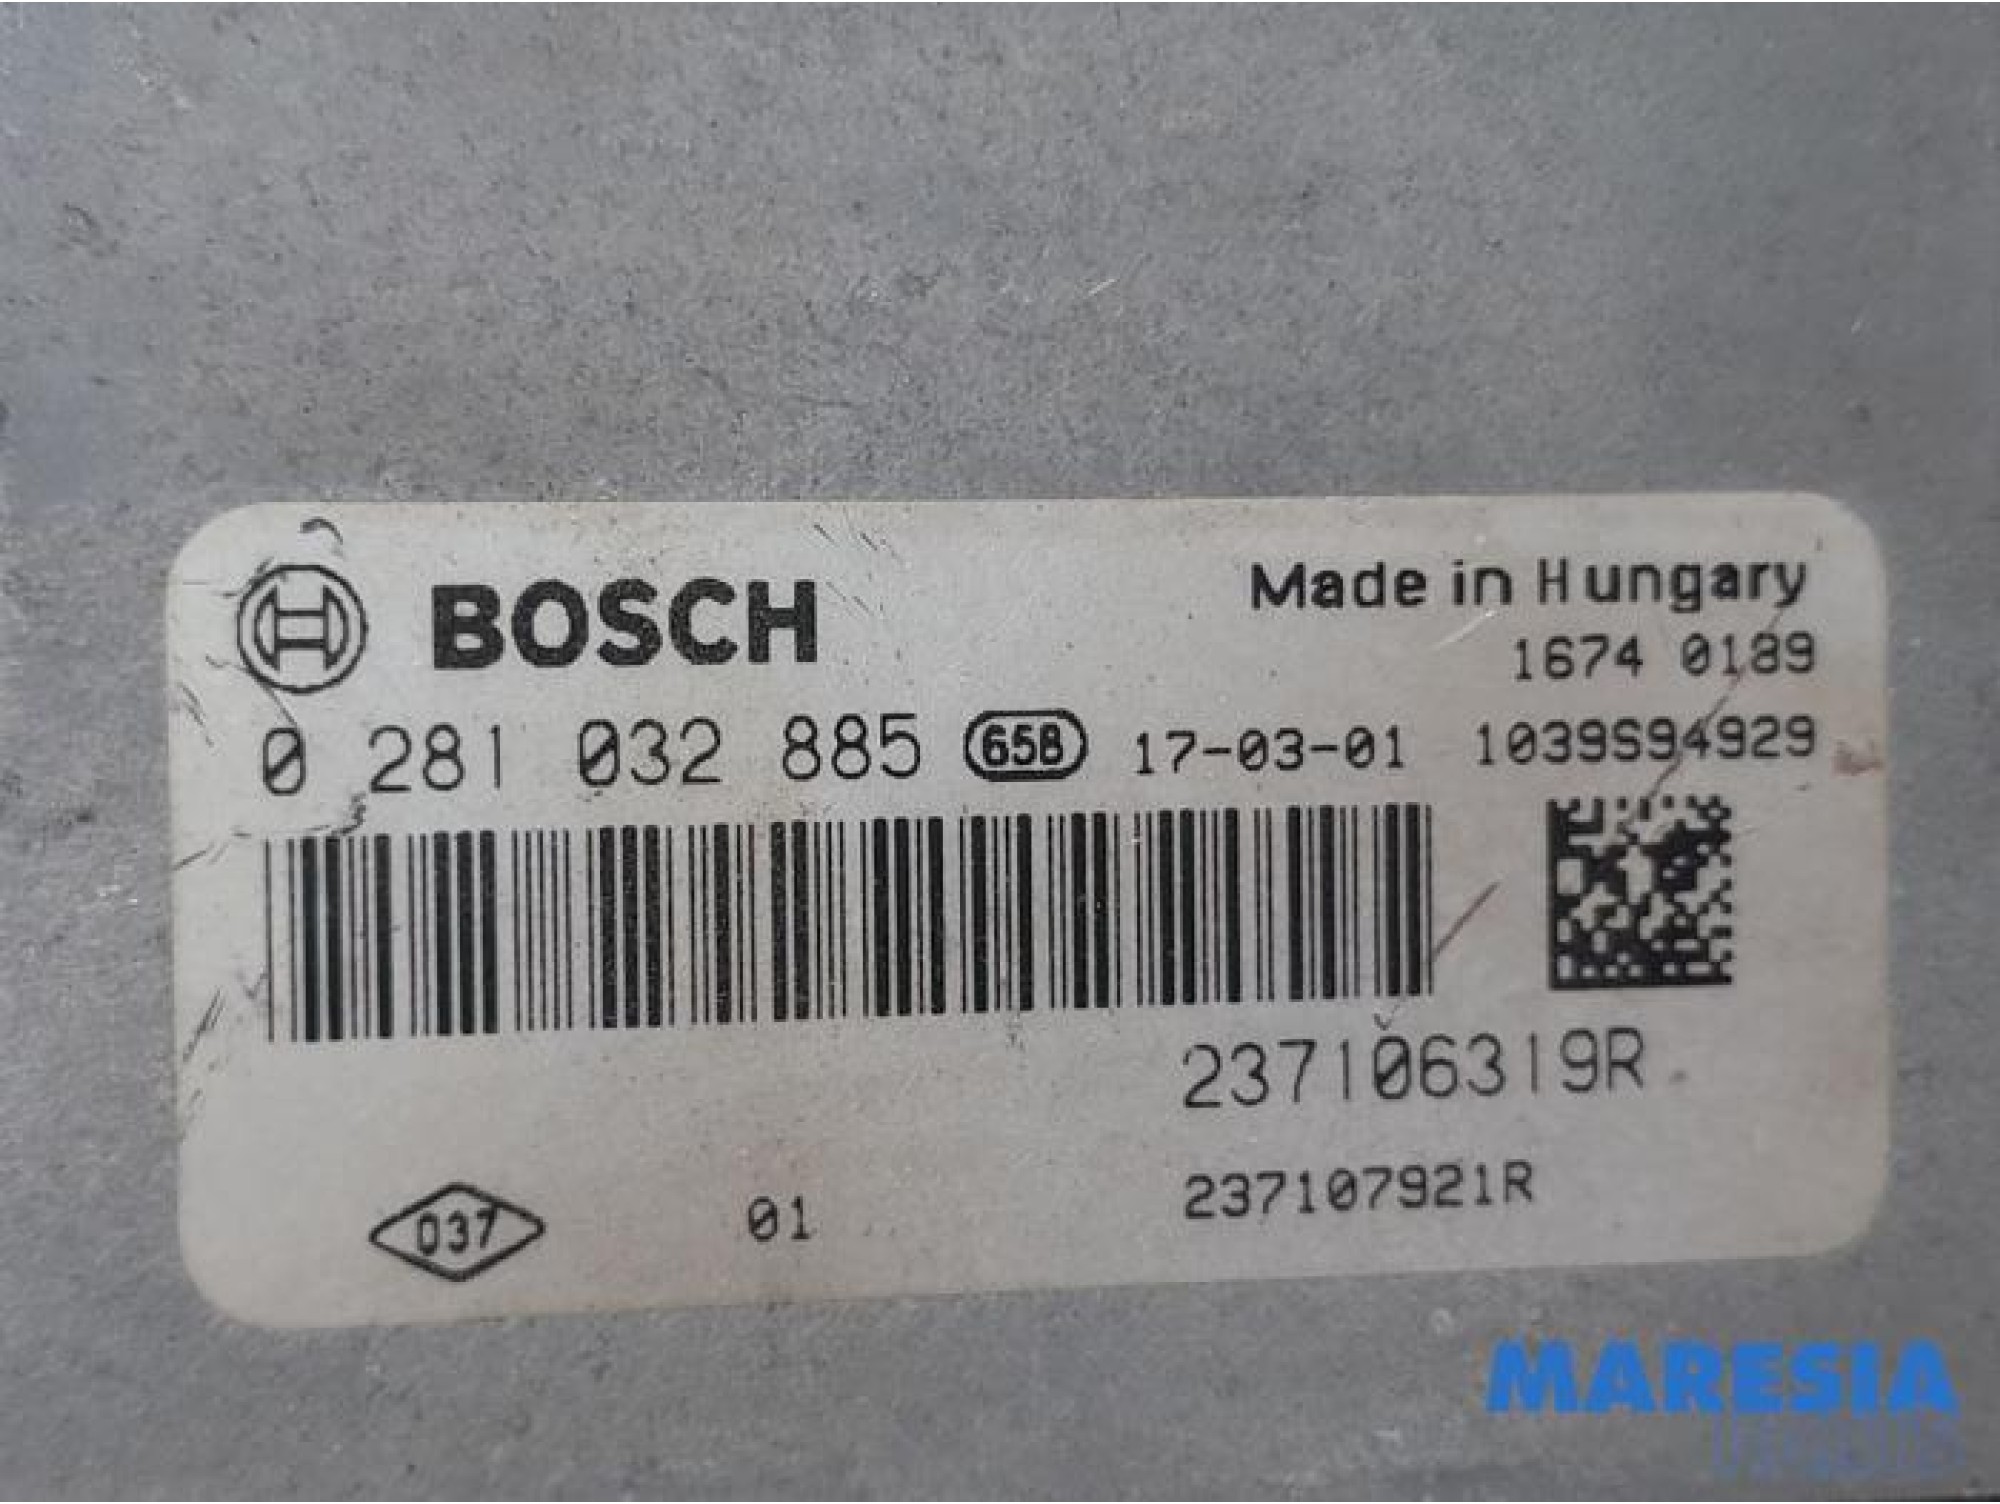 BOSCH
Made in Hungary
1674 0189
0 281 032 885 65B 17-03-01 1039S94929
237106319R
237107921R
037 01
MARESIA